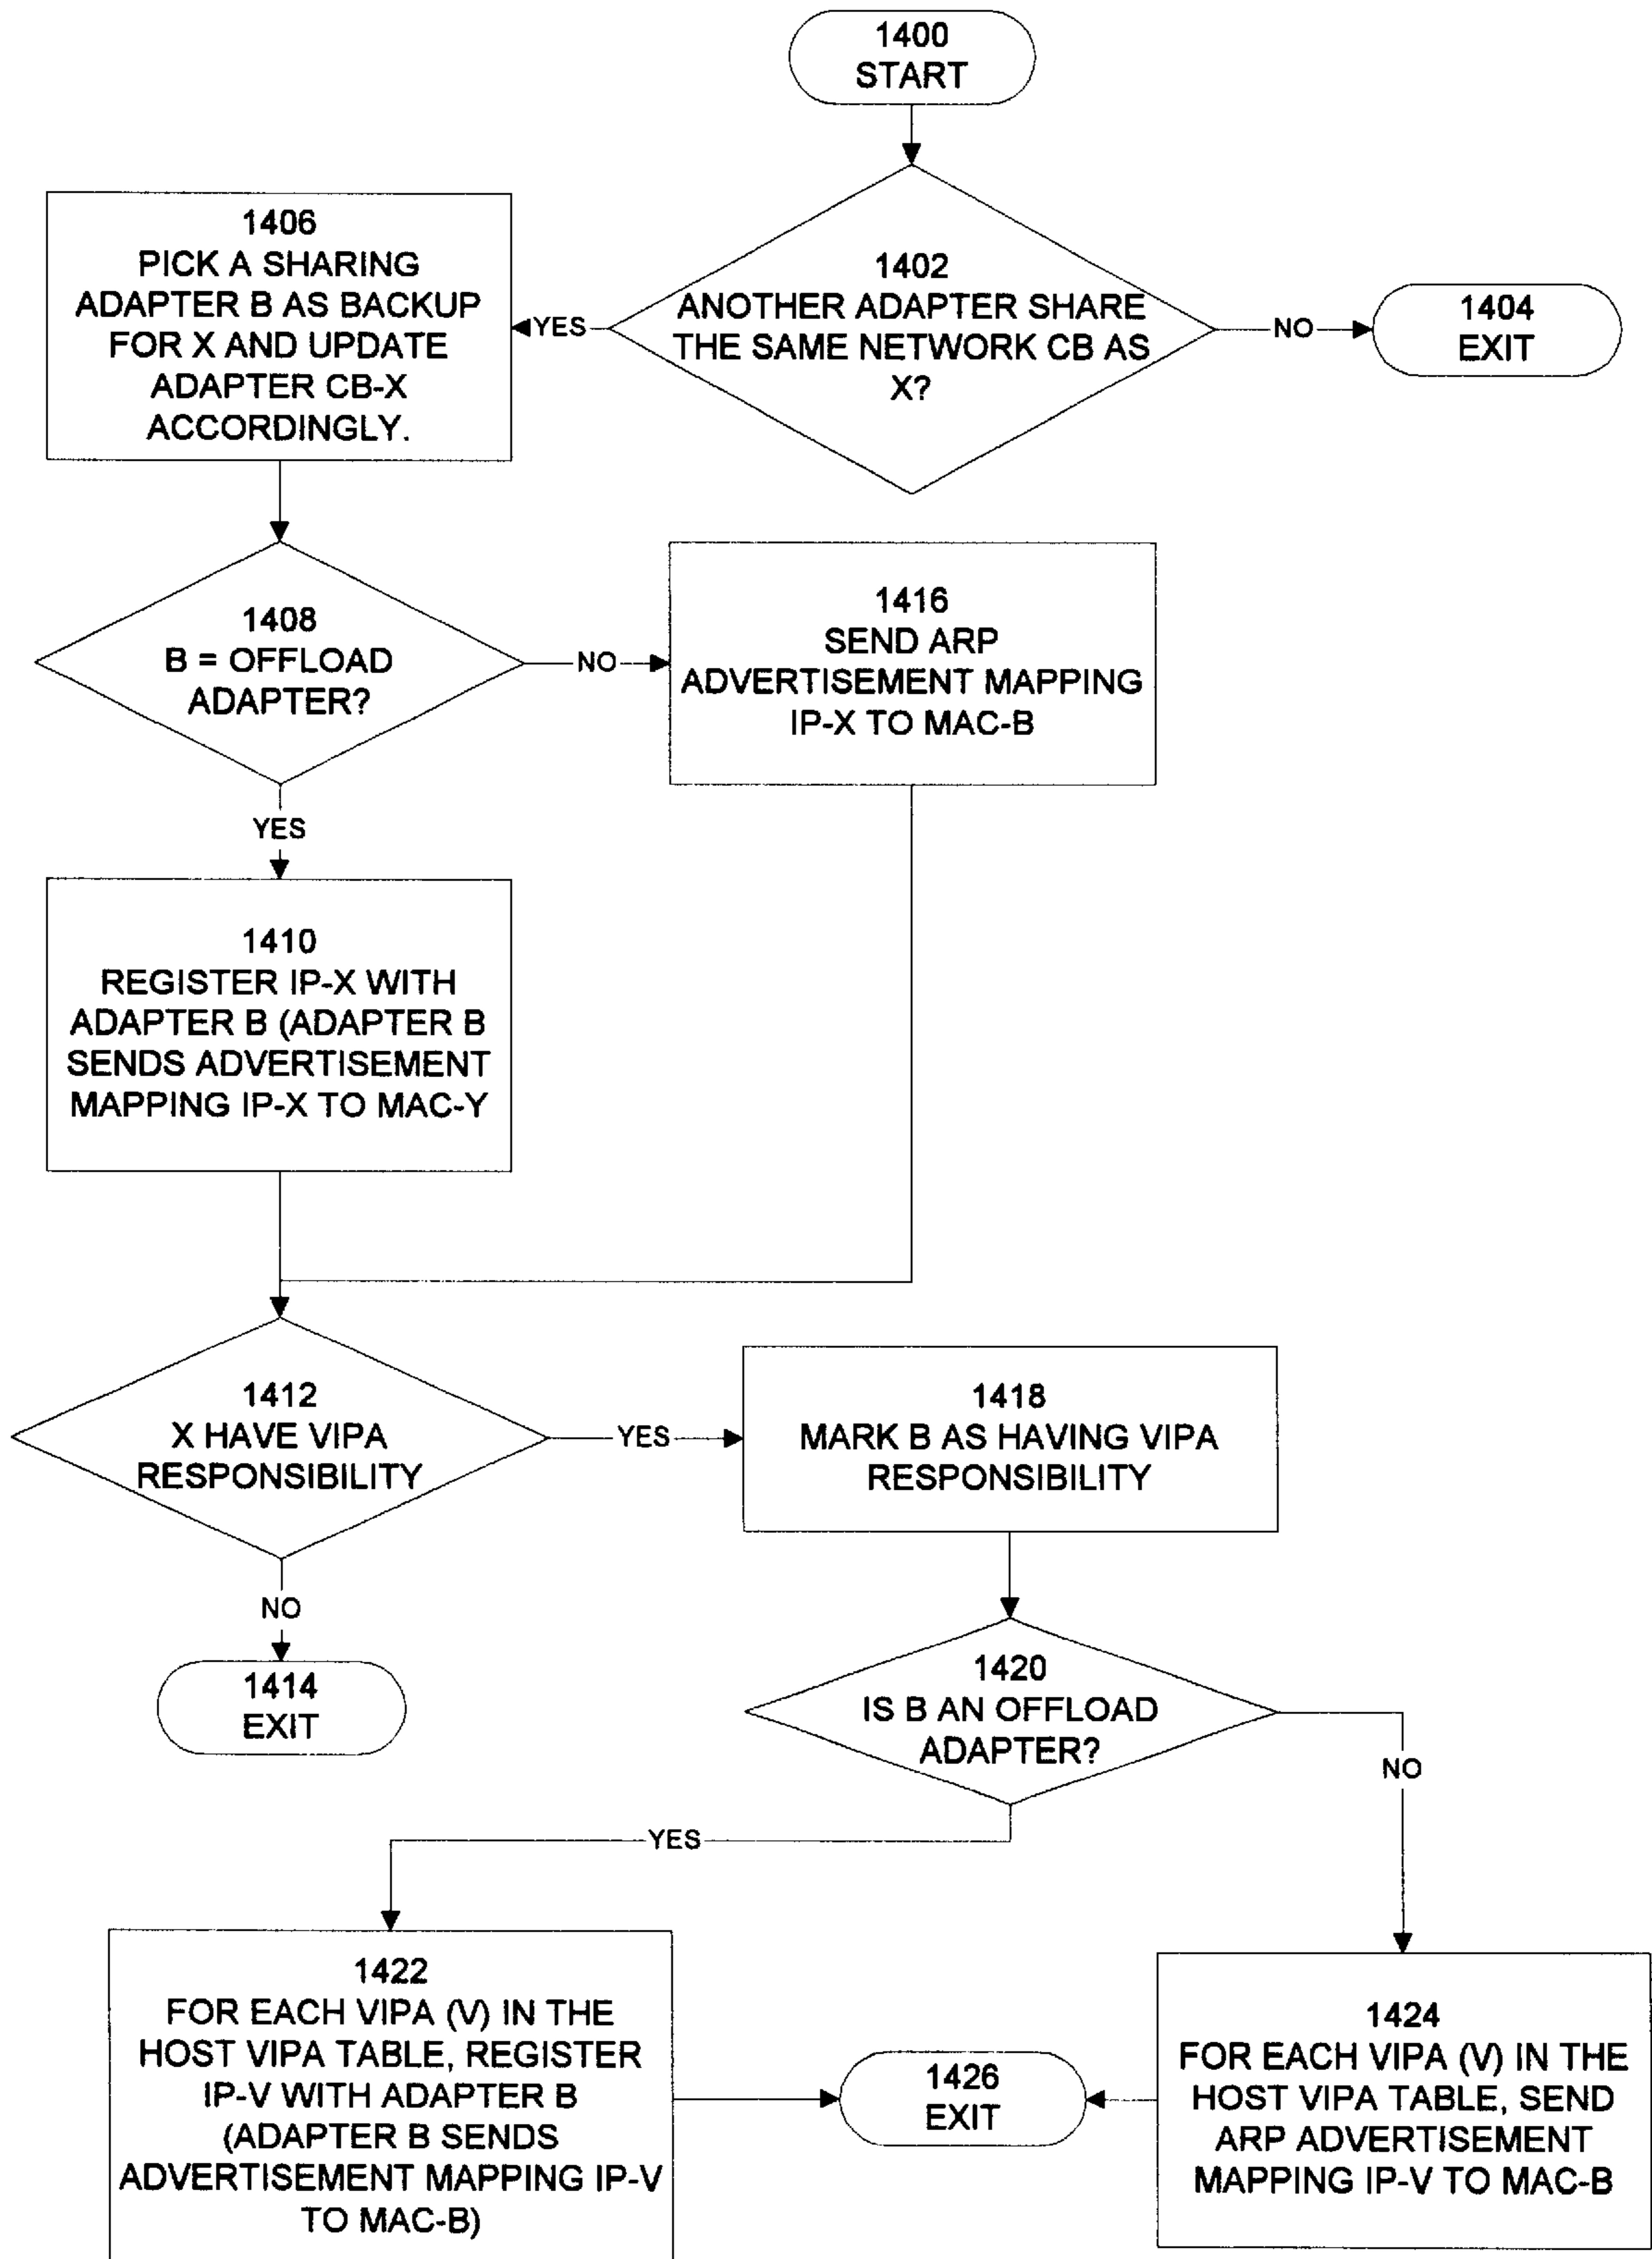 1400
START
1402
ANOTHER ADAPTER SHARE
THE SAME NETWORK CB AS
X?
YES
NO
1404
EXIT
1406
PICK A SHARING
ADAPTER B AS BACKUP
FOR X AND UPDATE
ADAPTER CB-X
ACCORDINGLY.
1408
B = OFFLOAD
ADAPTER?
NO
1416
SEND ARP
ADVERTISEMENT MAPPING
IP-X TO MAC-B
YES
1410
REGISTER IP-X WITH
ADAPTER B (ADAPTER B
SENDS ADVERTISEMENT
MAPPING IP-X TO MAC-Y
1412
X HAVE VIPA
RESPONSIBILITY
YES
1418
MARK B AS HAVING VIPA
RESPONSIBILITY
NO
1414
EXIT
1420
IS B AN OFFLOAD
ADAPTER?
NO
YES
1422
FOR EACH VIPA (V) IN THE
HOST VIPA TABLE, REGISTER
IP-V WITH ADAPTER B
(ADAPTER B SENDS
ADVERTISEMENT MAPPING IP-V
TO MAC-B)
1426
EXIT
1424
FOR EACH VIPA (V) IN THE
HOST VIPA TABLE, SEND
ARP ADVERTISEMENT
MAPPING IP-V TO MAC-B